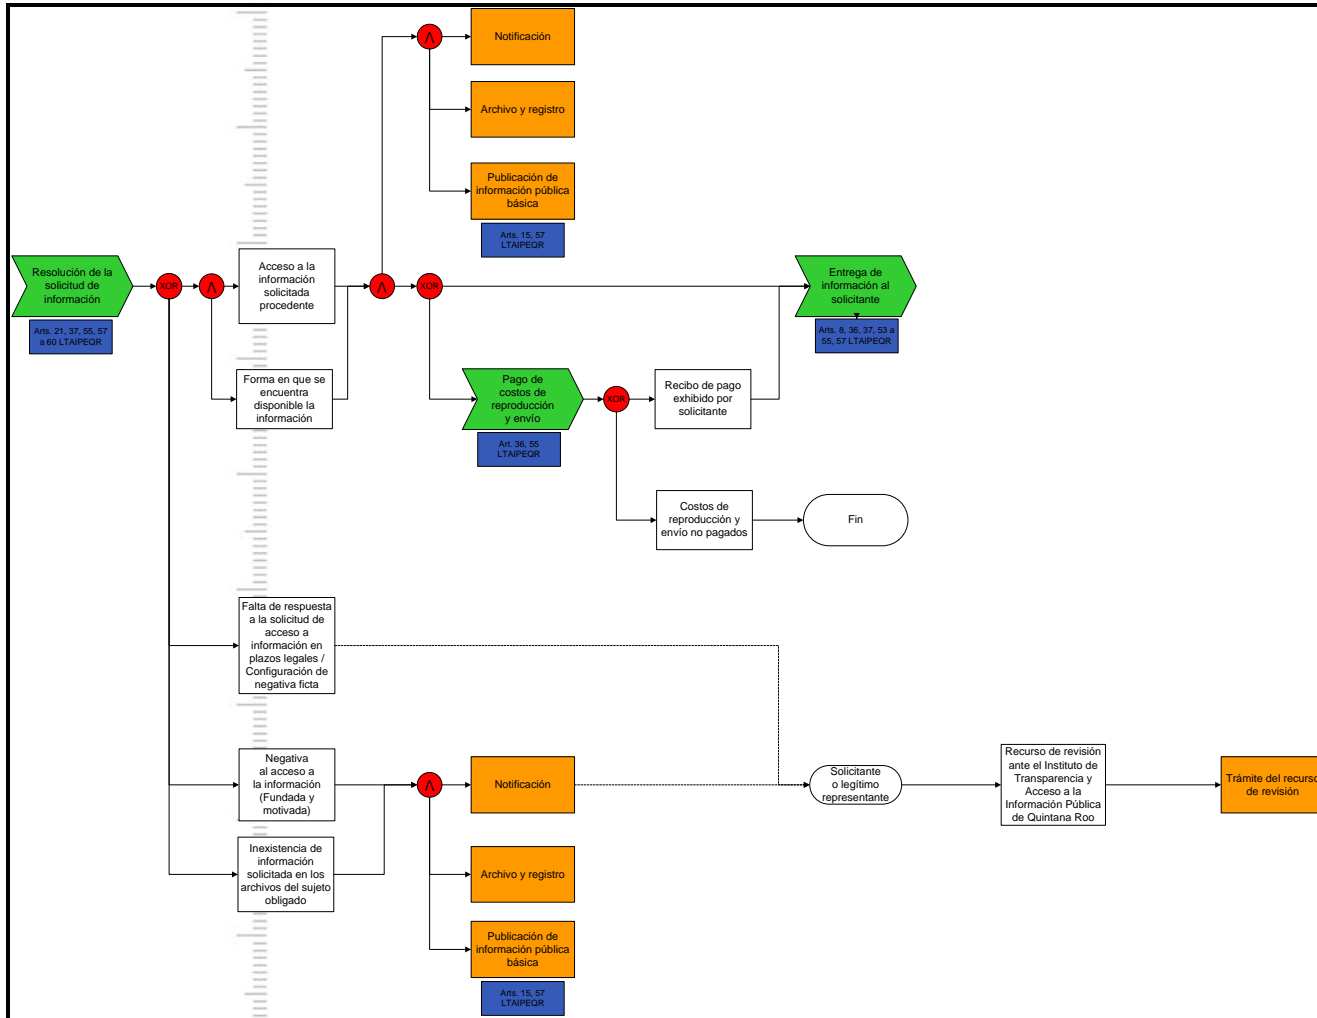 Λ
Notificación
Archivo y registro
Publicación de
información pública
básica
Arts. 15, 57
LTAIPEQR
Resolución de la
solicitud de
información
Arts. 21, 37, 55, 57
a 60 LTAIPEQR
XOR
Λ
Acceso a la
información
solicitada
procedente
Λ
XOR
Entrega de
información al
solicitante
Arts. 8, 36, 37, 53 a
55, 57 LTAIPEQR
Forma en que se
encuentra
disponible la
información
Pago de
costos de
reproducción
y envío
Art. 36, 55
LTAIPEQR
XOR
Recibo de pago
exhibido por
solicitante
Costos de
reproducción y
envío no pagados
Fin
Falta de respuesta
a la solicitud de
acceso a
información en
plazos legales /
Configuración de
negativa ficta
Negativa
al acceso a
la información
(Fundada y
motivada)
Λ
Notificación
Solicitante
o legítimo
representante
Recurso de revisión
ante el Instituto de
Transparencia y
Acceso a la
Información Pública
de Quintana Roo
Trámite del recurso
de revisión
Inexistencia de
información
solicitada en los
archivos del sujeto
obligado
Archivo y registro
Publicación de
información pública
básica
Arts. 15, 57
LTAIPEQR